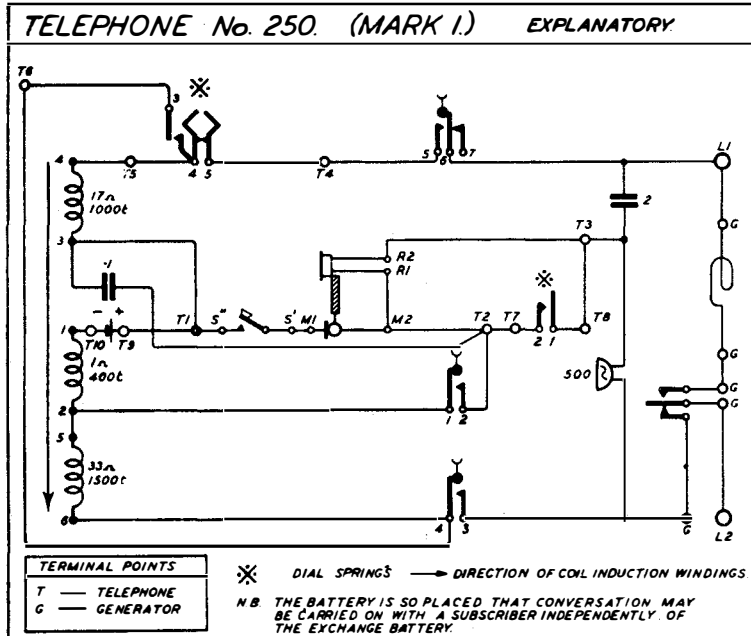 TELEPHONE No. 250. (MARK I.) EXPLANATORY.
T6
3
4 T5 4 5 T4 5 6 7 L1
17Ω
1000t
2
G
3
T3
·1
R2
R1
1 - + T1 S" S' M1 M2 T2 T7 T8
T10 T9
2 1
1Ω
400t
500
G
G
G
2
1 2
5
33Ω
1500t
6
4 3
G
L2
TERMINAL POINTS
T — TELEPHONE
G — GENERATOR
DIAL SPRINGS → DIRECTION OF COIL INDUCTION WINDINGS.
N B. THE BATTERY IS SO PLACED THAT CONVERSATION MAY
BE CARRIED ON WITH A SUBSCRIBER INDEPENDENTLY OF
THE EXCHANGE BATTERY.